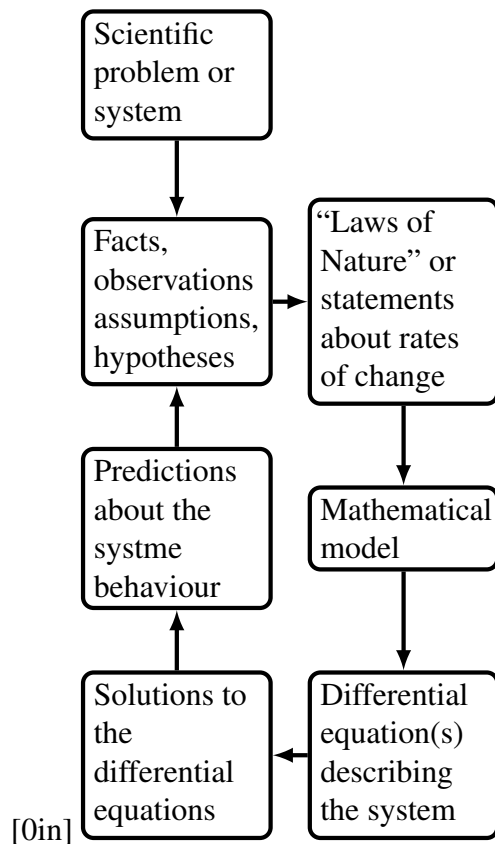 Scientific
problem or
system
Facts,
observations
assumptions,
hypotheses
“Laws of
Nature” or
statements
about rates
of change
Predictions
about the
systme
behaviour
Mathematical
model
Solutions to
the
differential
equations
Differential
equation(s)
describing
the system
[0in]